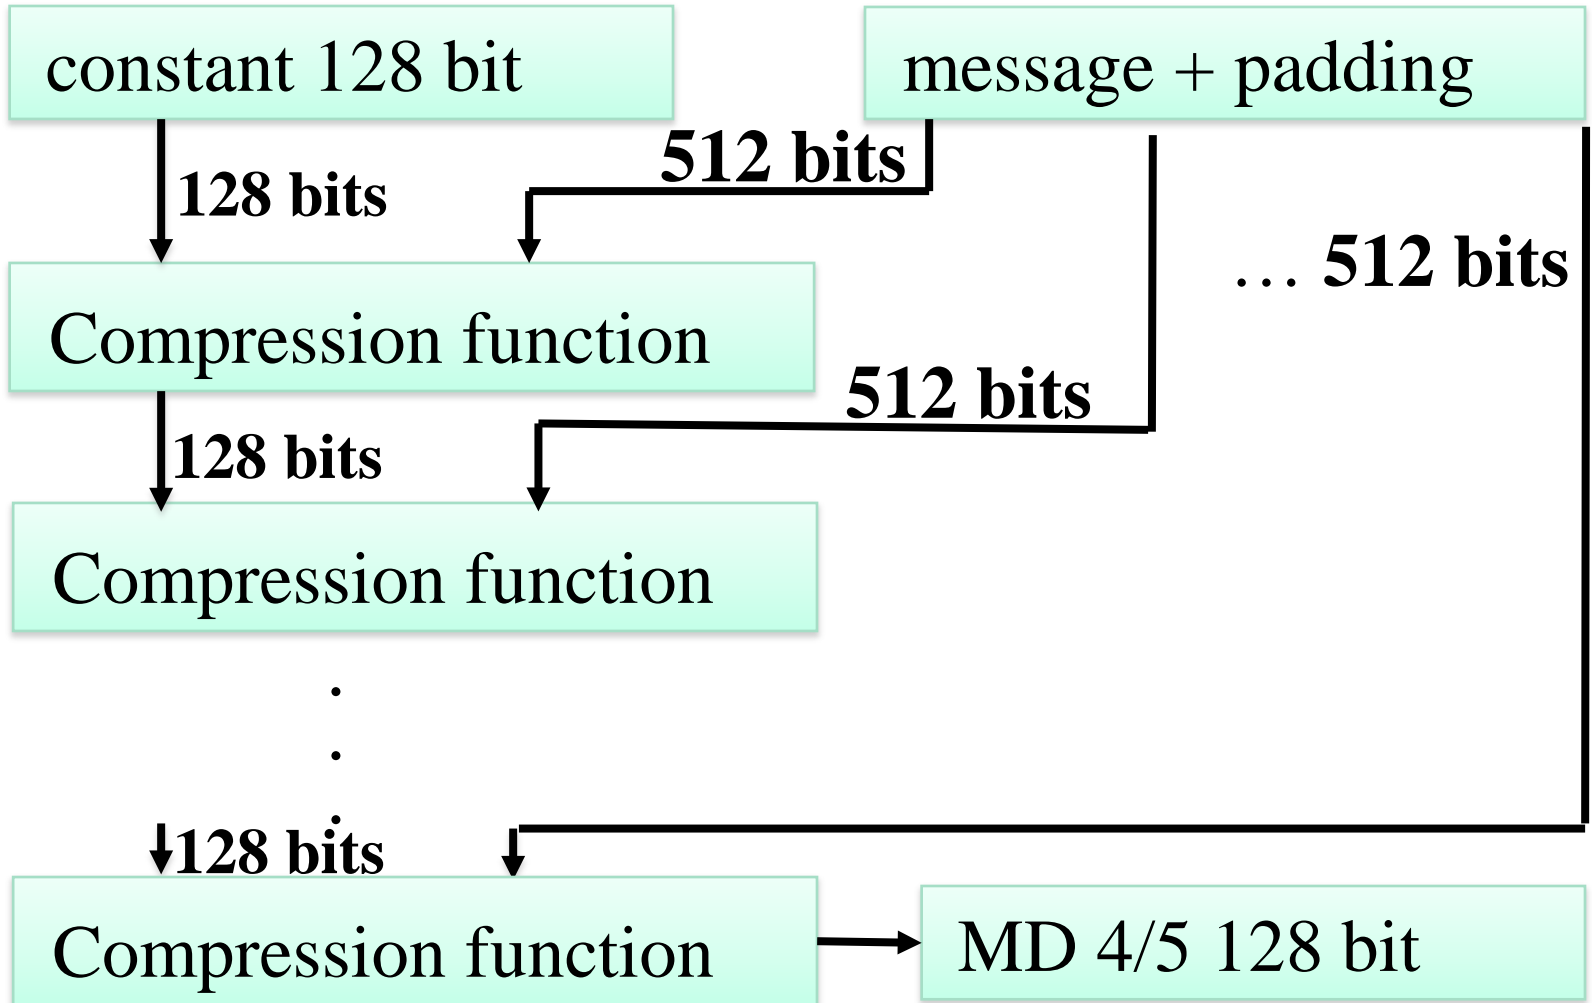 constant 128 bit
message + padding
512 bits
128 bits
… 512 bits
Compression function
512 bits
128 bits
Compression function
.
.
.
128 bits
Compression function
MD 4/5 128 bit